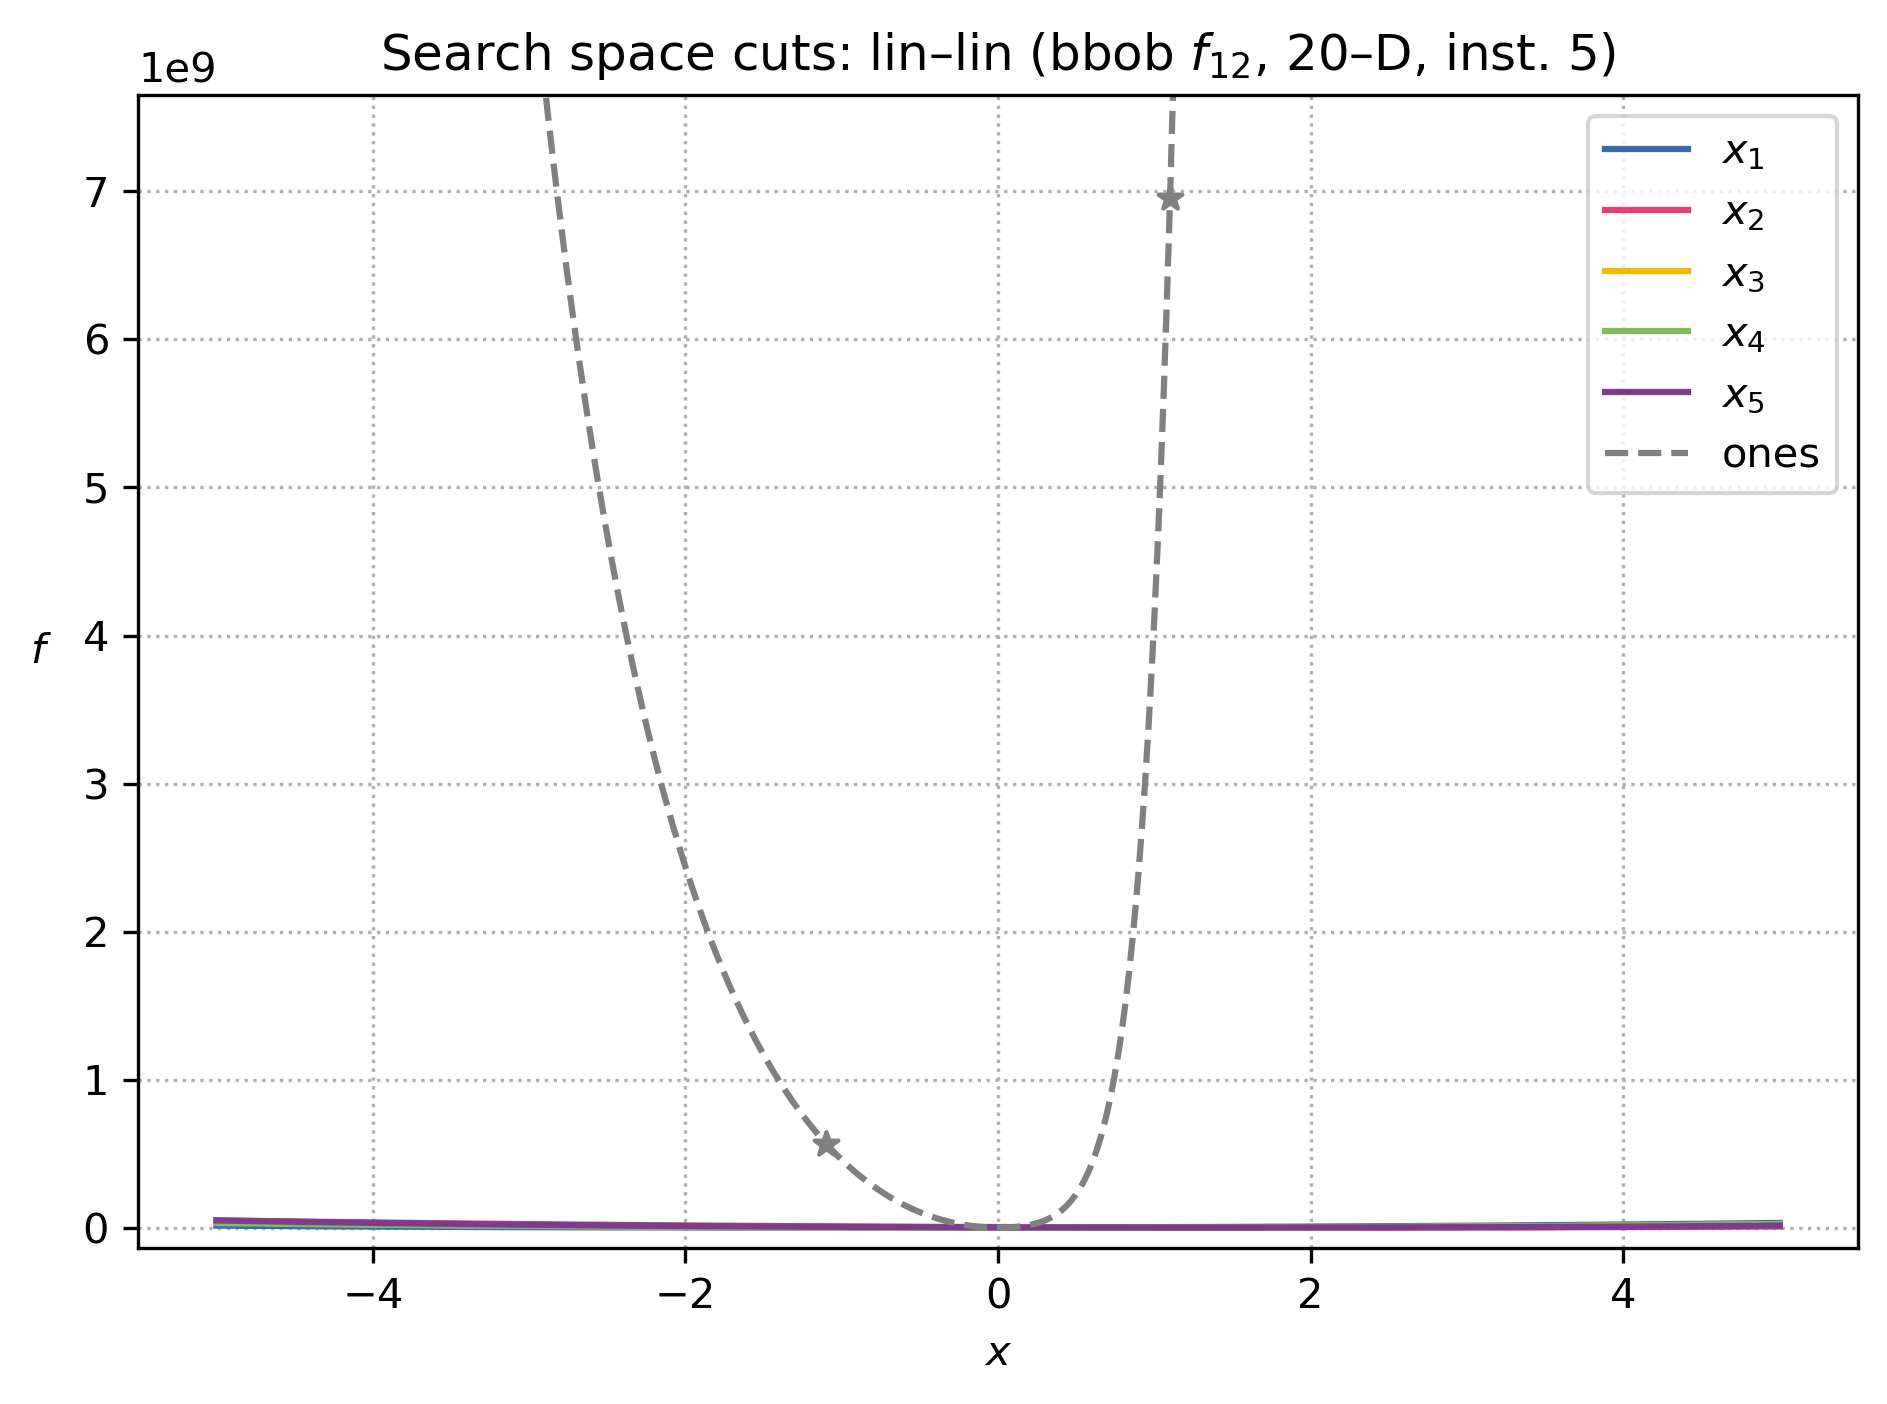 Search space cuts: lin–lin (bbob f₁₂, 20–D, inst. 5)
1e9
7
6
5
4
3
2
1
0
f
−4
−2
0
2
4
x
x₁
x₂
x₃
x₄
x₅
ones